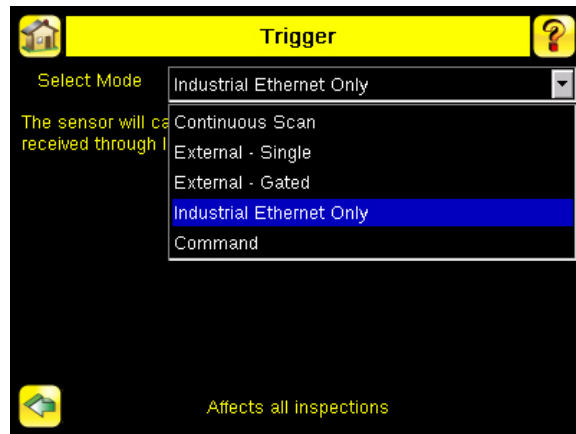 Trigger
?
Select Mode
Industrial Ethernet Only
The sensor will ca
received through I
Continuous Scan
External - Single
External - Gated
Industrial Ethernet Only
Command
Affects all inspections